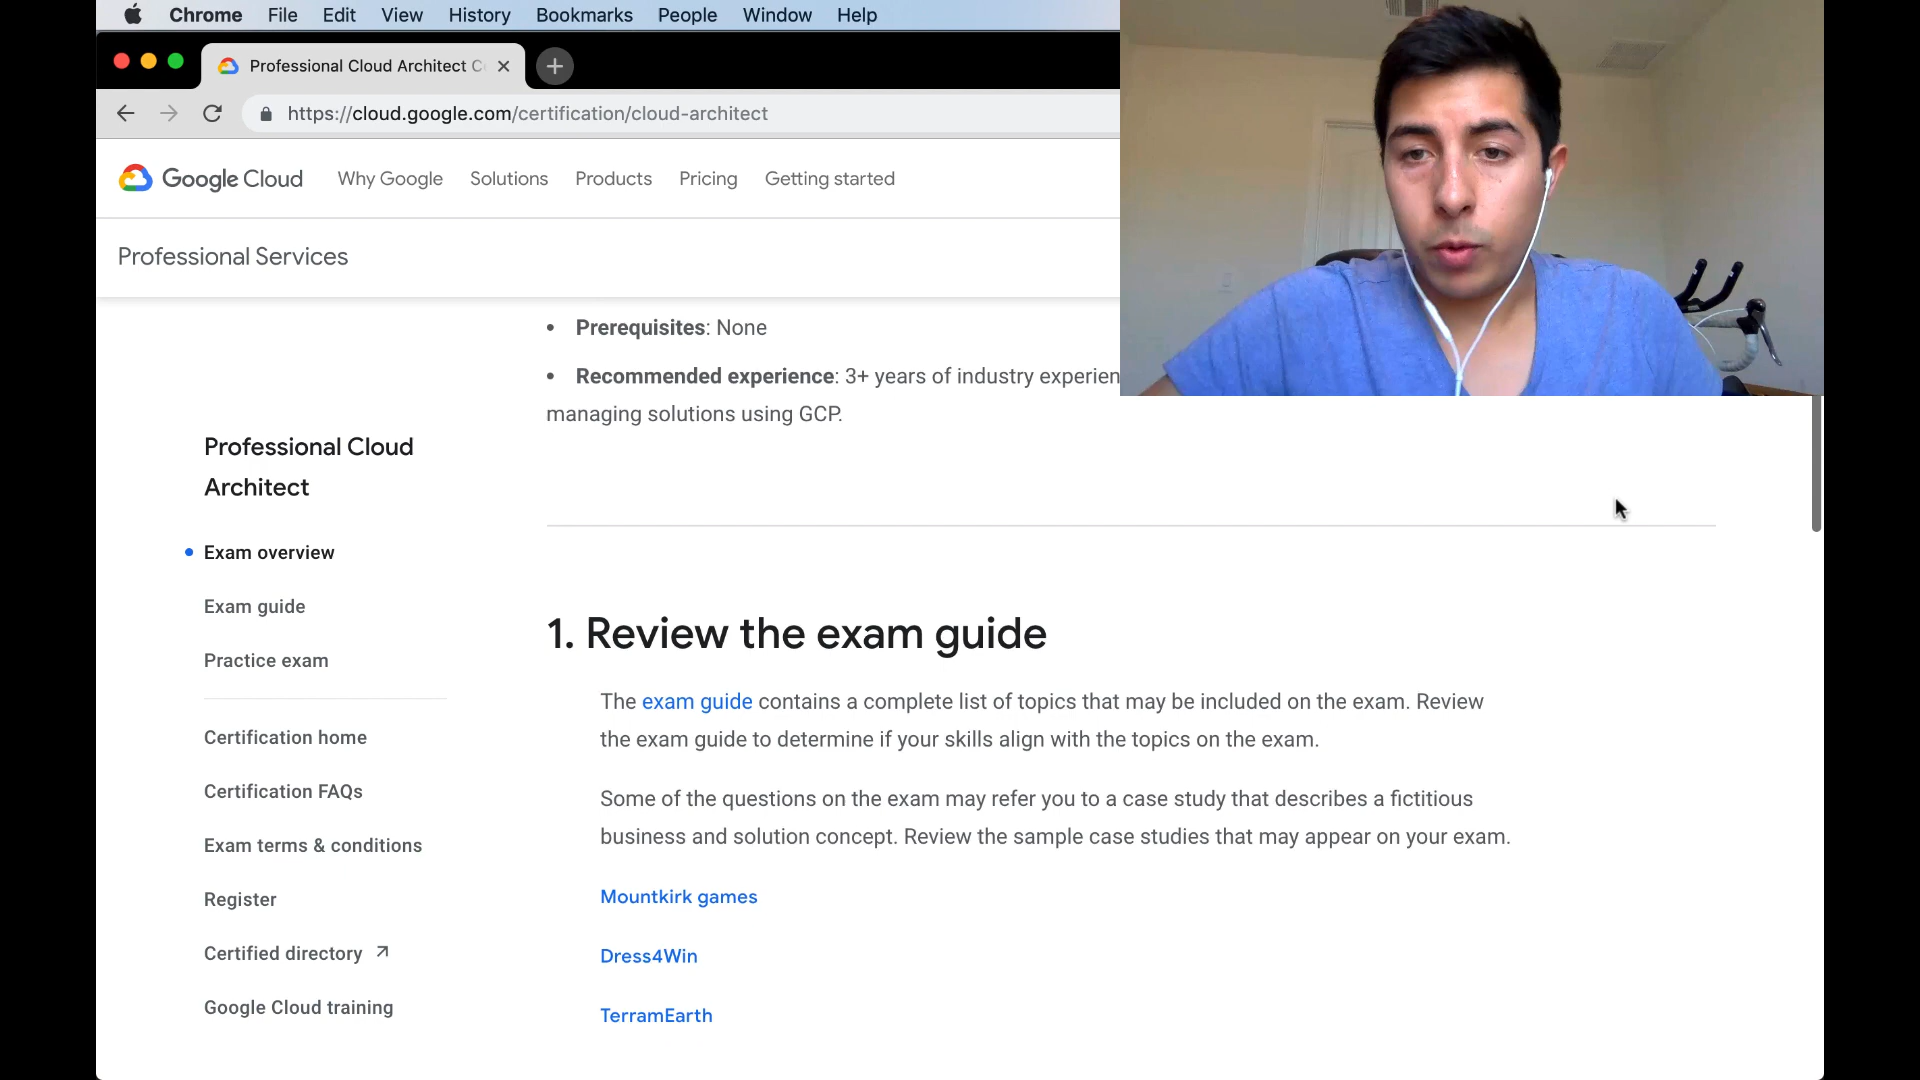 Chrome File Edit View History Bookmarks People Window Help
Professional Cloud Architect C
https://cloud.google.com/certification/cloud-architect
Google Cloud Why Google Solutions Products Pricing Getting started
Professional Services
• Prerequisites: None
• Recommended experience: 3+ years of industry experien
managing solutions using GCP.
Professional Cloud
Architect
Exam overview
Exam guide
Practice exam
Certification home
Certification FAQs
Exam terms & conditions
Register
Certified directory
Google Cloud training
1. Review the exam guide
The exam guide contains a complete list of topics that may be included on the exam. Review
the exam guide to determine if your skills align with the topics on the exam.
Some of the questions on the exam may refer you to a case study that describes a fictitious
business and solution concept. Review the sample case studies that may appear on your exam.
Mountkirk games
Dress4Win
TerramEarth